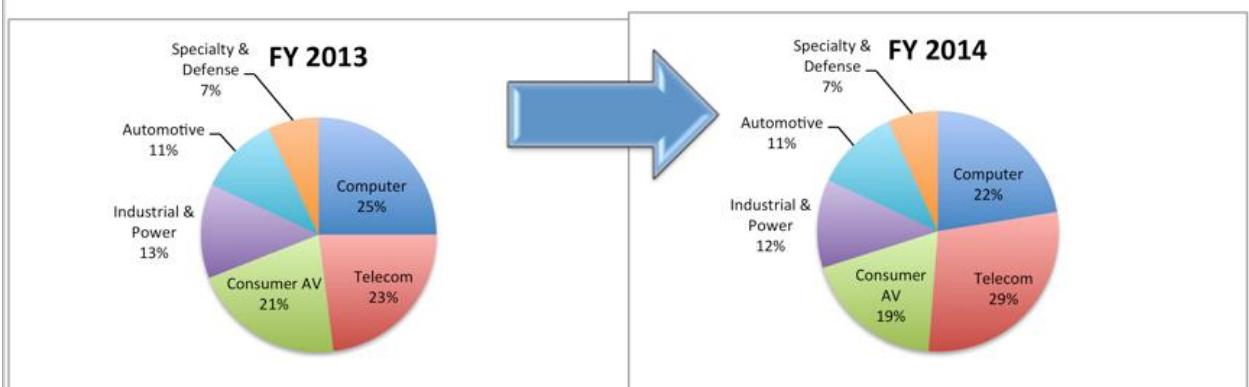 FY 2013
Specialty &
Defense
7%
Automotive
11%
Industrial &
Power
13%
Computer
25%
Consumer AV
21%
Telecom
23%
FY 2014
Specialty &
Defense
7%
Automotive
11%
Industrial &
Power
12%
Computer
22%
Consumer
AV
19%
Telecom
29%